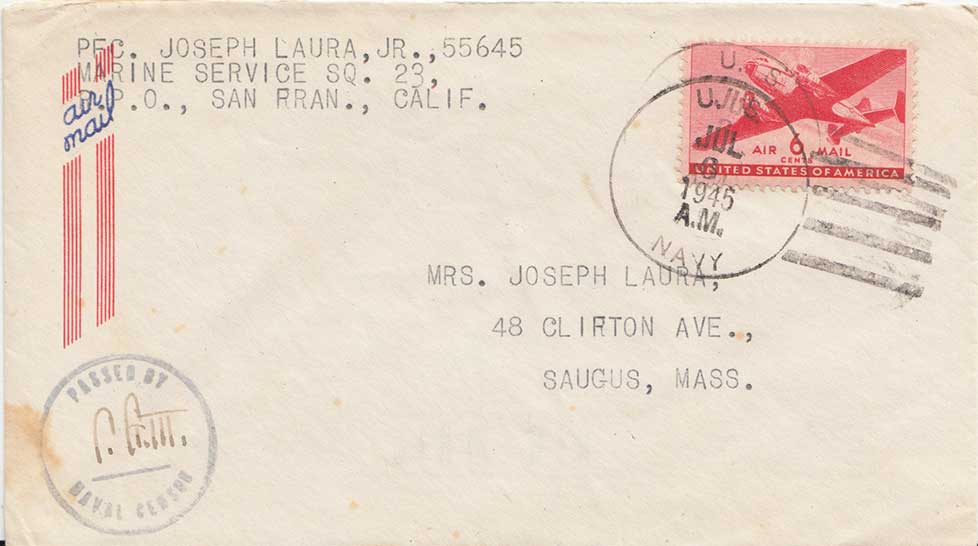 PFC. JOSEPH LAURA, JR., 55645
MARINE SERVICE SQ. 23,
P.O., SAN RRAN., CALIF.
air
mail
U.S.
JUL
1945
A.M.
NAVY
AIR 6 MAIL
CENTS
UNITED STATES OF AMERICA
MRS. JOSEPH LAURA,
48 CLIRTON AVE.,
SAUGUS, MASS.
PASSED BY
NAVAL CENSOR